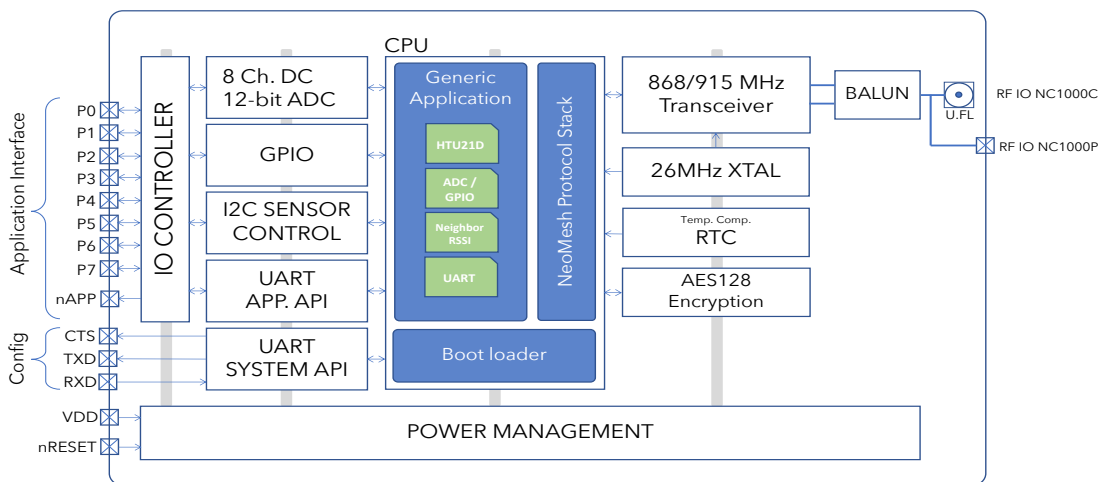 CPU
Application Interface
P0
P1
P2
P3
P4
P5
P6
P7
nAPP
Config
CTS
TXD
RXD
VDD
nRESET
IO CONTROLLER
8 Ch. DC
12-bit ADC
GPIO
I2C SENSOR
CONTROL
UART
APP. API
UART
SYSTEM API
Generic
Application
HTU21D
ADC /
GPIO
Neighbor
RSSI
UART
NeoMesh Protocol Stack
Boot loader
868/915 MHz
Transceiver
26MHz XTAL
Temp. Comp.
RTC
AES128
Encryption
BALUN
U.FL
RF IO NC1000C
RF IO NC1000P
POWER MANAGEMENT